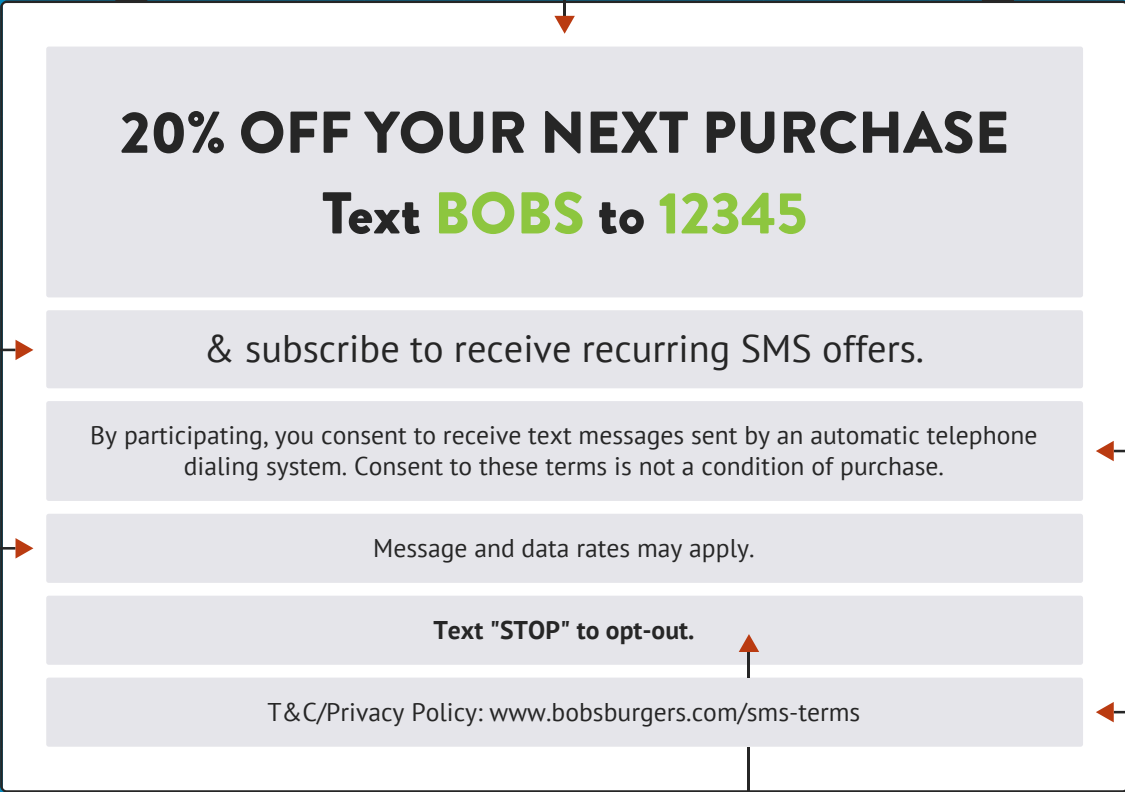 20% OFF YOUR NEXT PURCHASE
Text BOBS to 12345
& subscribe to receive recurring SMS offers.
By participating, you consent to receive text messages sent by an automatic telephone
dialing system. Consent to these terms is not a condition of purchase.
Message and data rates may apply.
Text "STOP" to opt-out.
T&C/Privacy Policy: www.bobsburgers.com/sms-terms